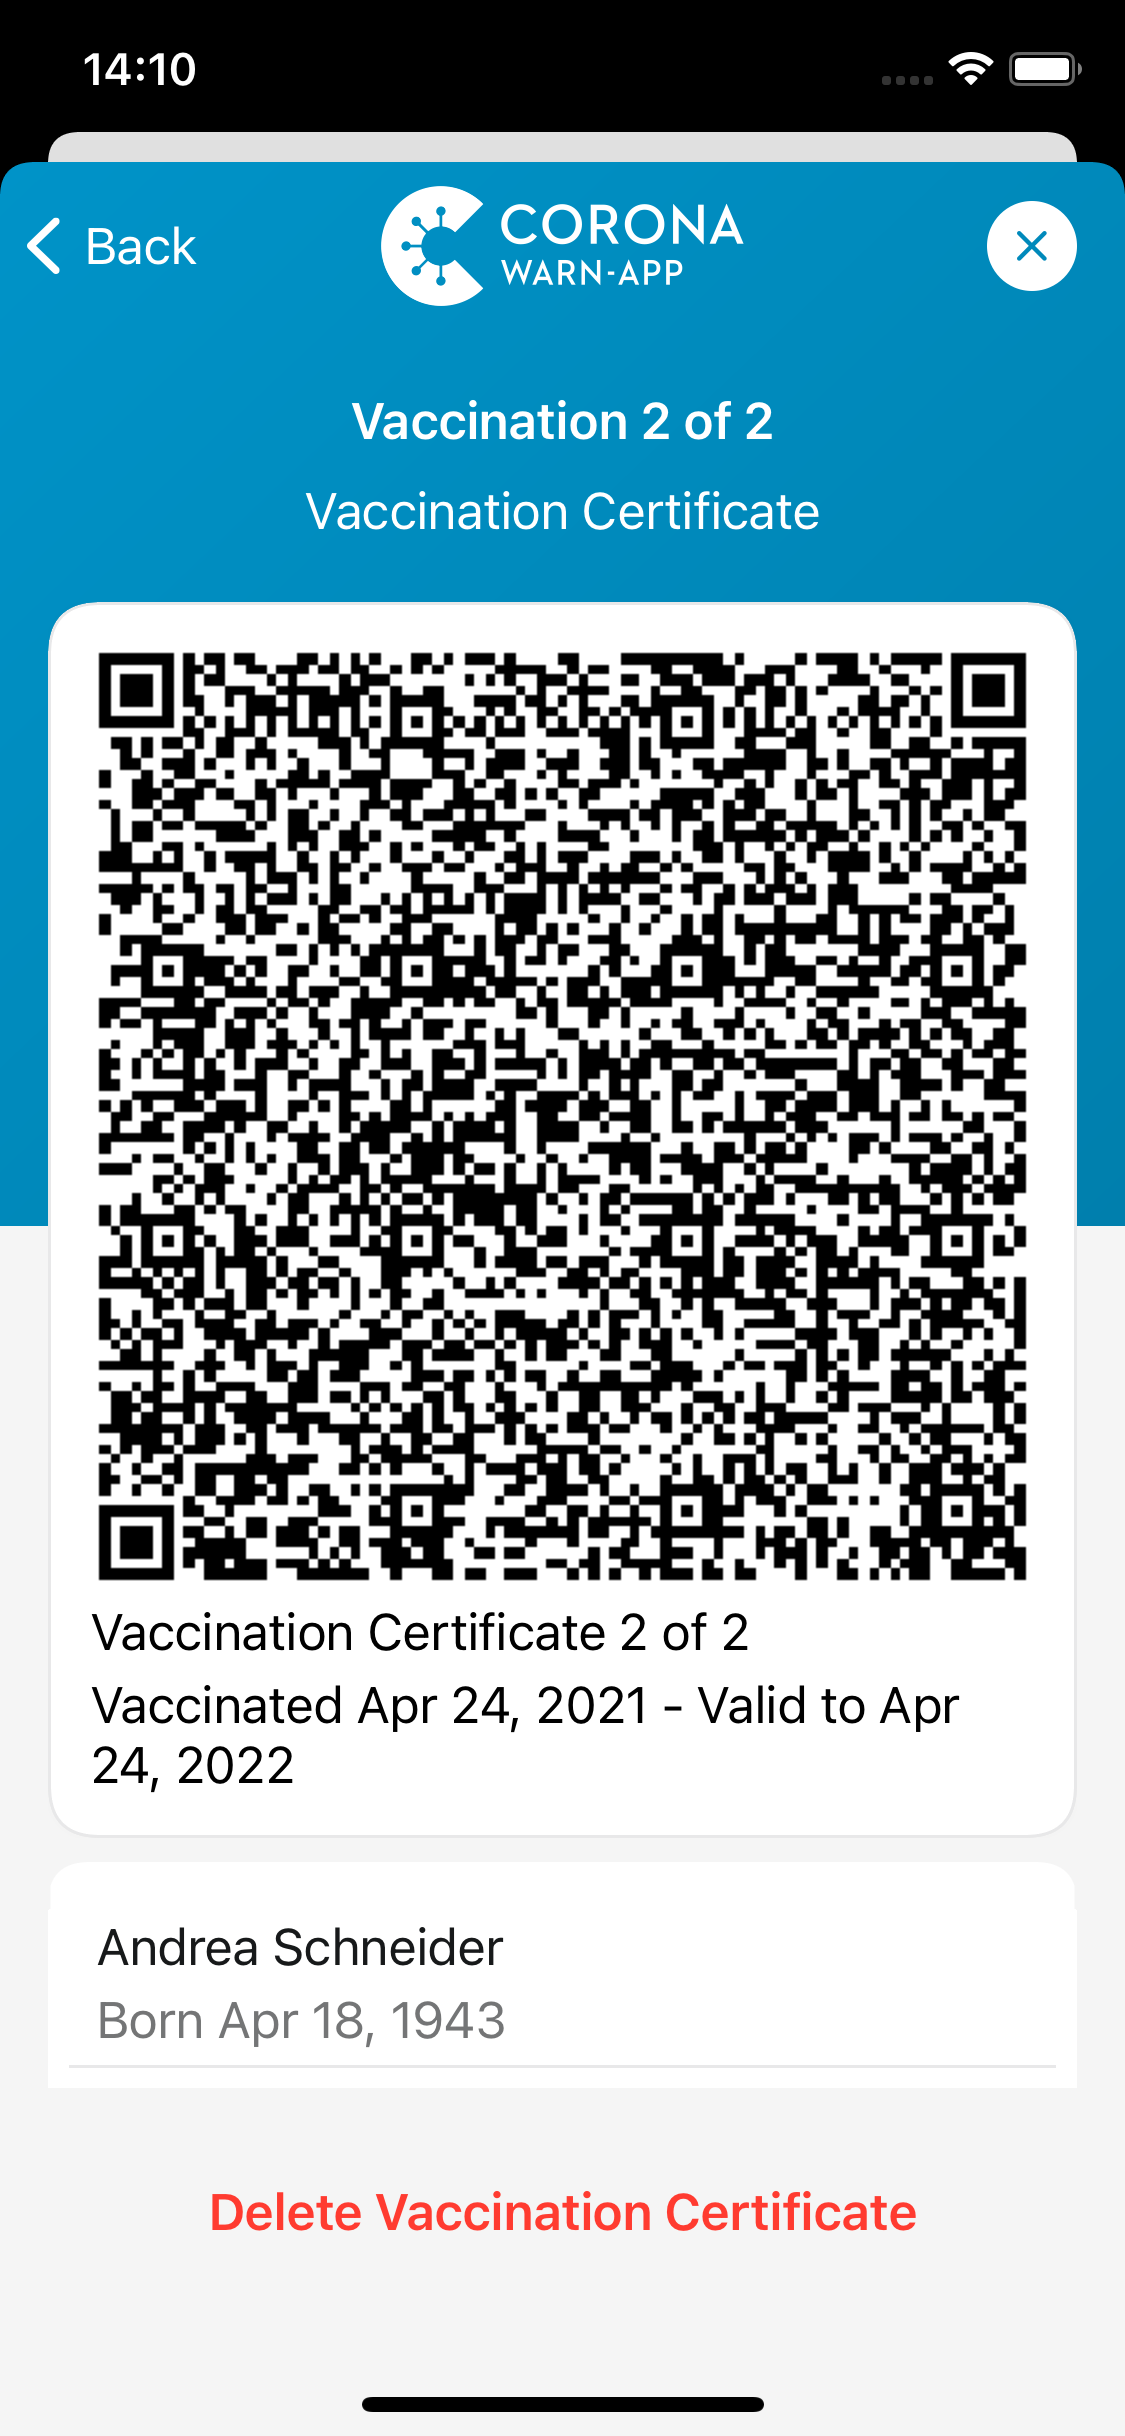 14:10
Back
CORONA
WARN-APP
Vaccination 2 of 2
Vaccination Certificate
Vaccination Certificate 2 of 2
Vaccinated Apr 24, 2021 - Valid to Apr
24, 2022
Andrea Schneider
Born Apr 18, 1943
Delete Vaccination Certificate